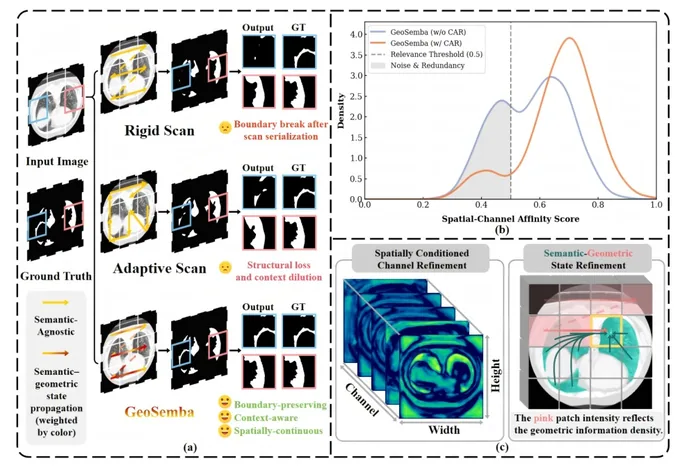 Output
GT
Rigid Scan
Boundary break after
scan serialization
Input Image
Output
GT
Adaptive Scan
Structural loss
and context dilution
Ground Truth
Semantic-
Agnostic
Semantic–
geometric
state
propagation
(weighted
by color)
Output
GT
GeoSemba
Boundary-preserving
Context-aware
Spatially-continuous
(a)
GeoSemba (w/o CAR)
GeoSemba (w/ CAR)
Relevance Threshold (0.5)
Noise & Redundancy
Density
4.0
3.5
3.0
2.5
2.0
1.5
1.0
0.5
0.0
0.0
0.2
0.4
0.6
0.8
1.0
Spatial-Channel Affinity Score
(b)
Spatially Conditioned
Channel Refinement
Channel
Width
Height
Semantic-Geometric
State Refinement
The pink patch intensity reflects
the geometric information density.
(c)